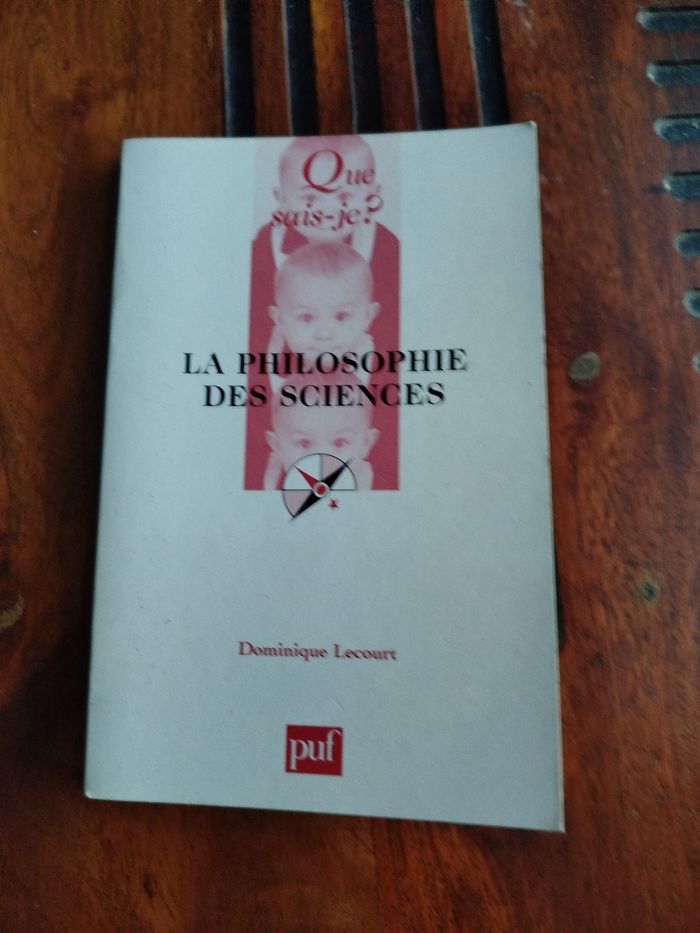 Que
sais-je?
LA PHILOSOPHIE
DES SCIENCES
Dominique Lecourt
puf